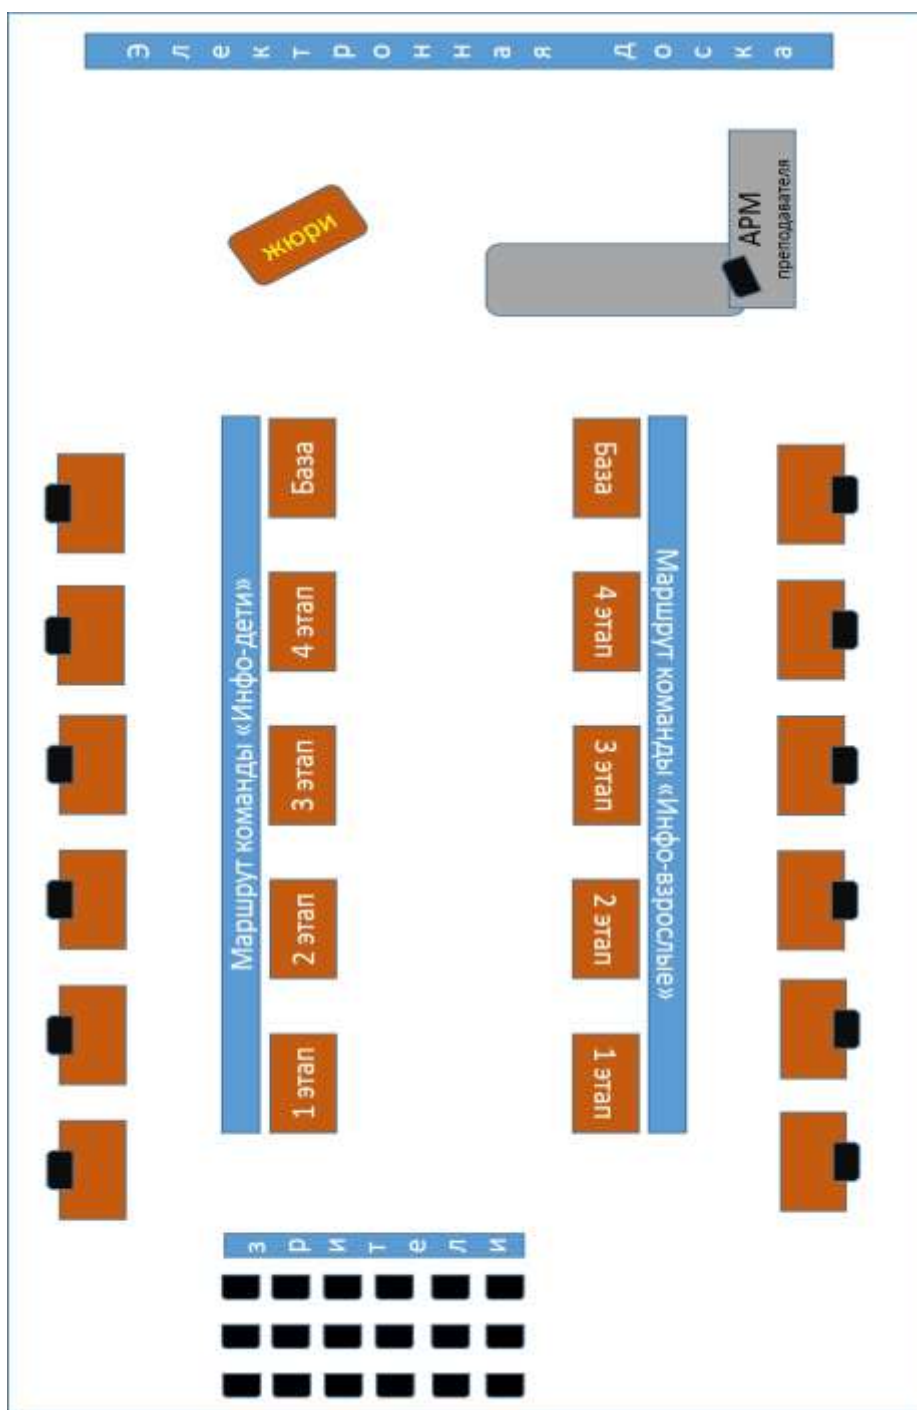 Электронная доска
жюри
АРМ
преподавателя
Маршрут команды «Инфо-дети»
База
4 этап
3 этап
2 этап
1 этап
База
4 этап
3 этап
2 этап
1 этап
Маршрут команды «Инфо-взрослые»
зрители